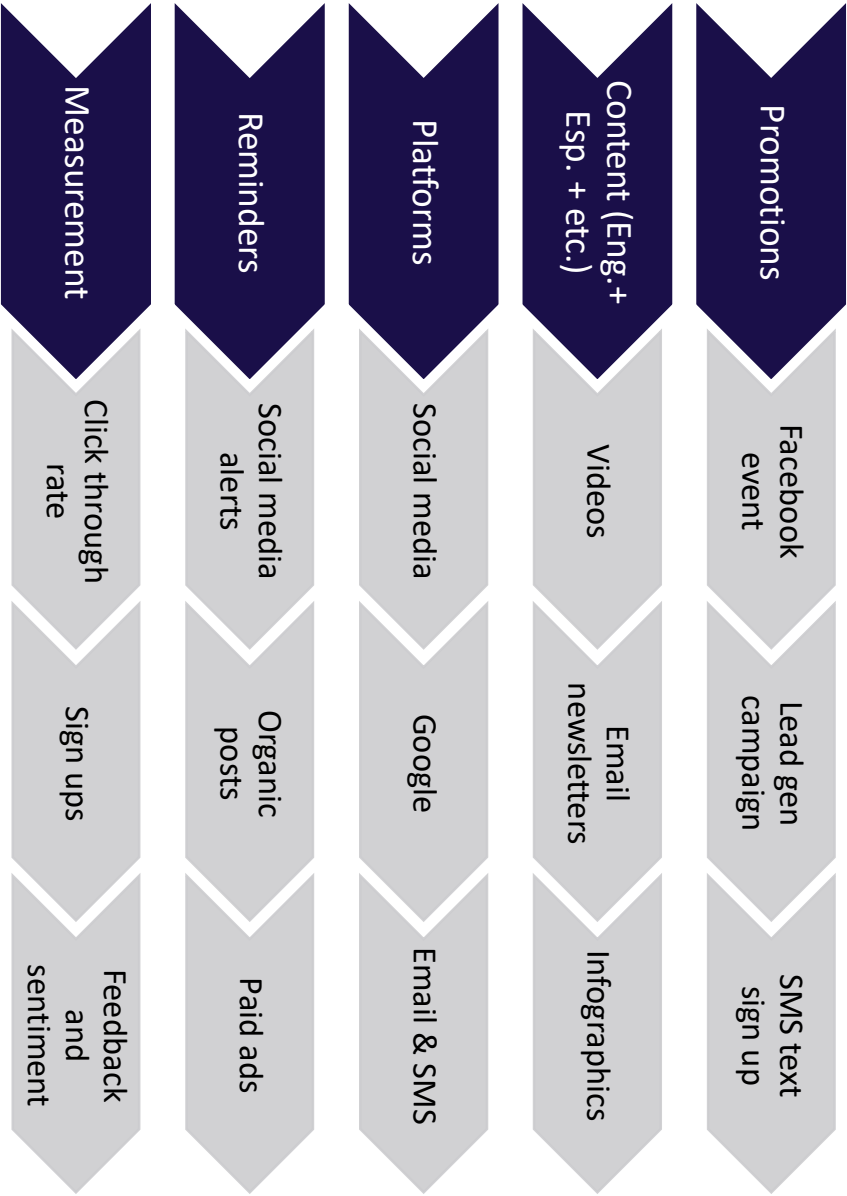 Promotions
Facebook
event
Lead gen
campaign
SMS text
sign up
Content (Eng.+
Esp. + etc.)
Videos
Email
newsletters
Infographics
Platforms
Social media
Google
Email & SMS
Reminders
Social media
alerts
Organic
posts
Paid ads
Measurement
Click through
rate
Sign ups
Feedback
and
sentiment